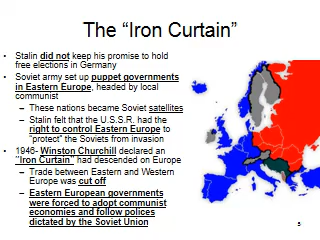 The “Iron Curtain”
• Stalin did not keep his promise to hold
free elections in Germany
• Soviet army set up puppet governments
in Eastern Europe, headed by local
communist
– These nations became Soviet satellites
– Stalin felt that the U.S.S.R. had the
right to control Eastern Europe to
“protect” the Soviets from invasion
• 1946- Winston Churchill declared an
“Iron Curtain” had descended on Europe
– Trade between Eastern and Western
Europe was cut off
– Eastern European governments
were forced to adopt communist
economies and follow polices
dictated by the Soviet Union